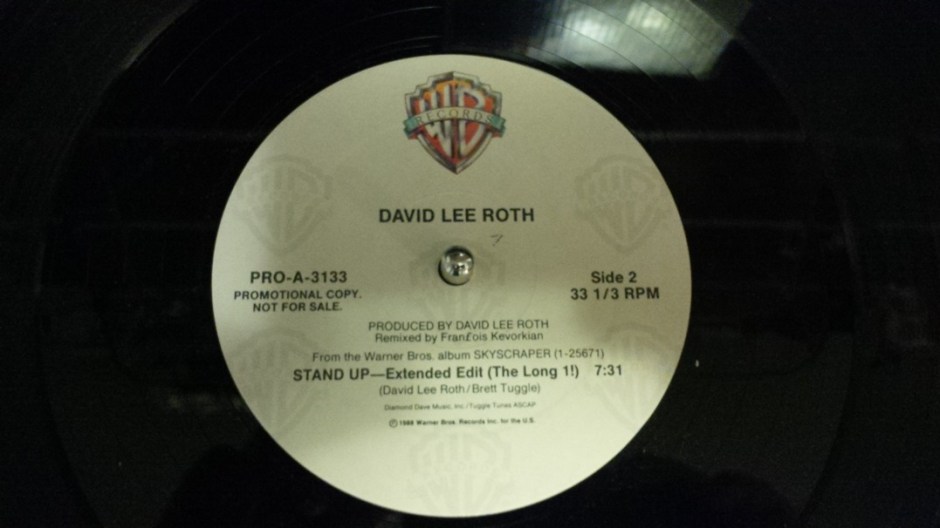 WB
RECORDS
DAVID LEE ROTH
PRO-A-3133
PROMOTIONAL COPY.
NOT FOR SALE.
Side 2
33 1/3 RPM
PRODUCED BY DAVID LEE ROTH
Remixed by Fran£ois Kevorkian
From the Warner Bros. album SKYSCRAPER (1-25671)
STAND UP—Extended Edit (The Long 1!) 7:31
(David Lee Roth/Brett Tuggle)
Diamond Dave Music, Inc./Tuggle Tunes ASCAP
©1988 Warner Bros. Records Inc. for the U.S.